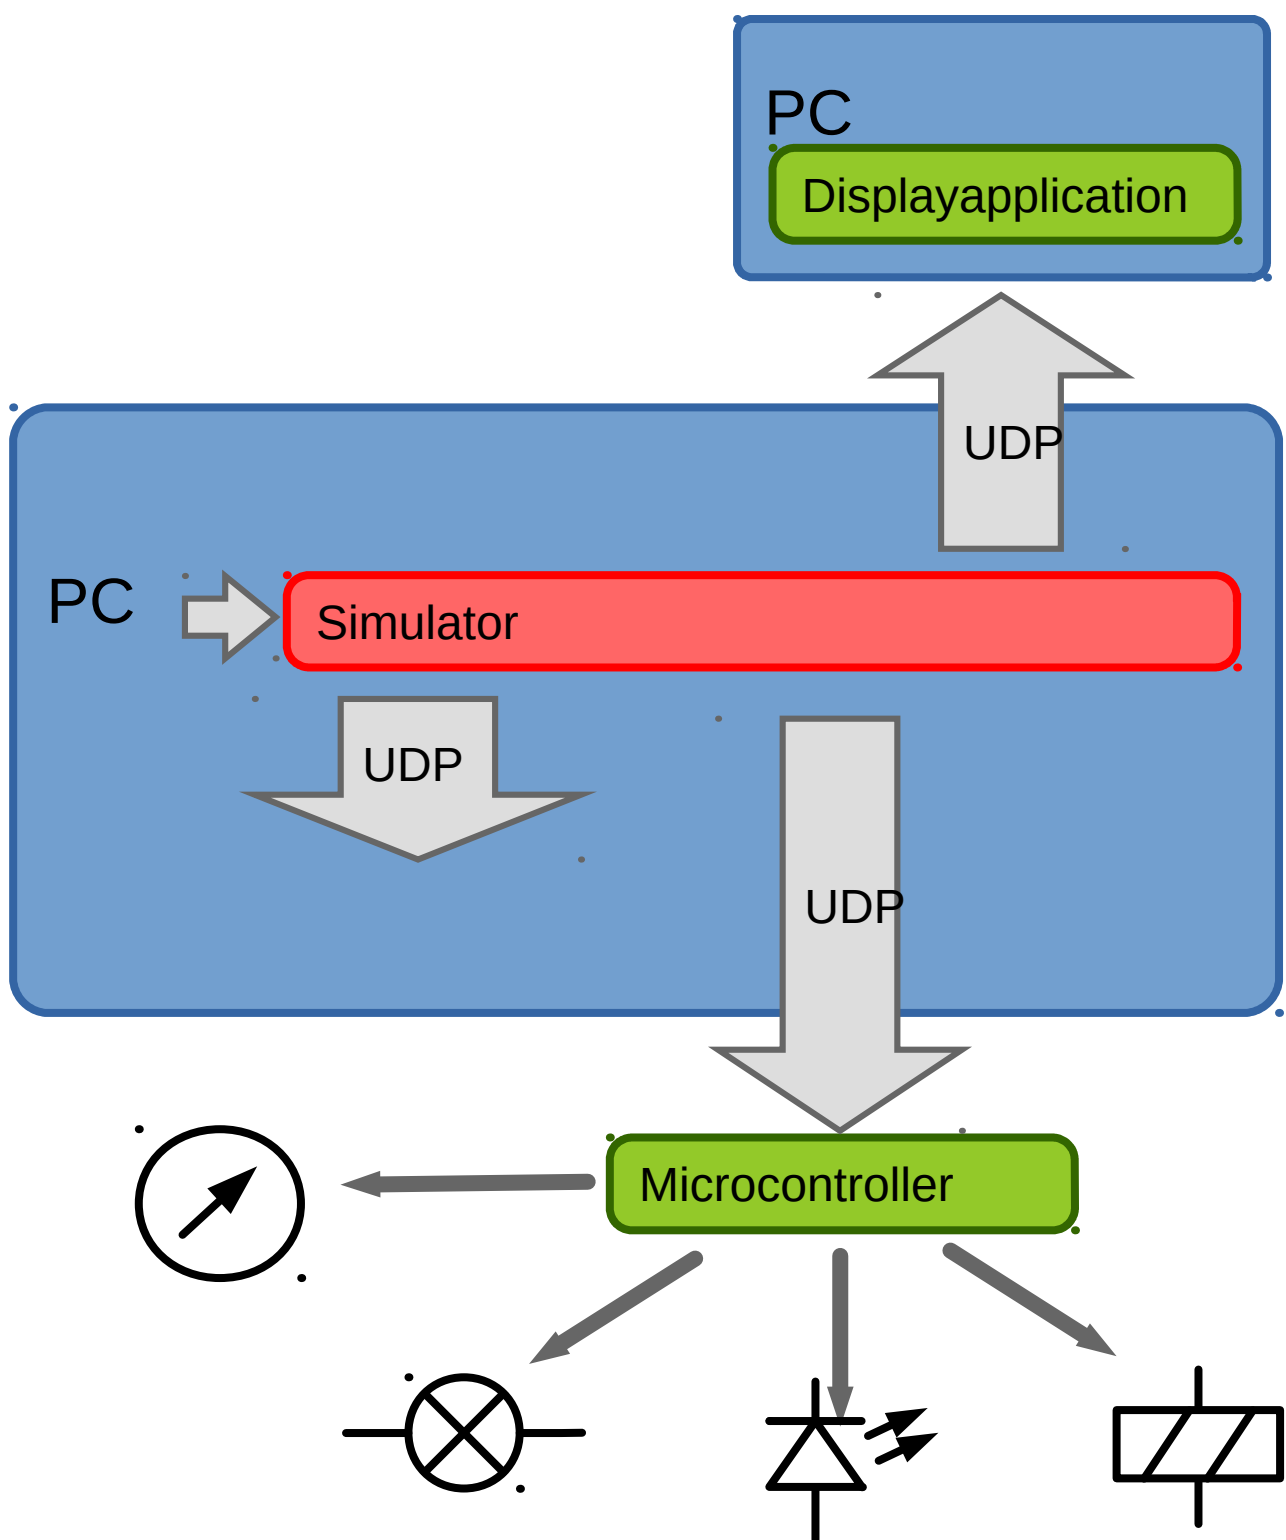 PC
Displayapplication
UDP
PC
Simulator
UDP
UDP
Microcontroller